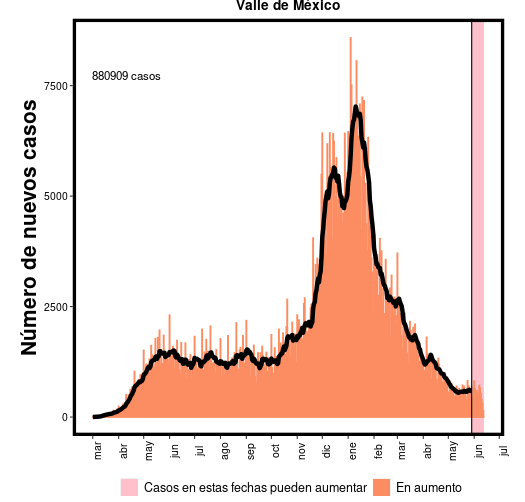 Valle de México
880909 casos
Número de nuevos casos
7500
5000
2500
0
mar
abr
may
jun
jul
ago
sep
oct
nov
dic
ene
feb
mar
abr
may
jun
jul
Casos en estas fechas pueden aumentar
En aumento